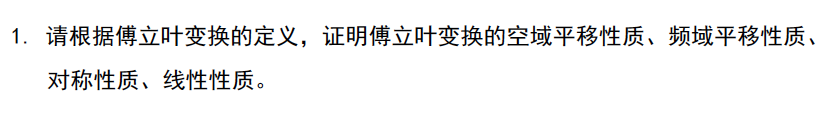 1. 请根据傅立叶变换的定义，证明傅立叶变换的空域平移性质、频域平移性质、
对称性质、线性性质。